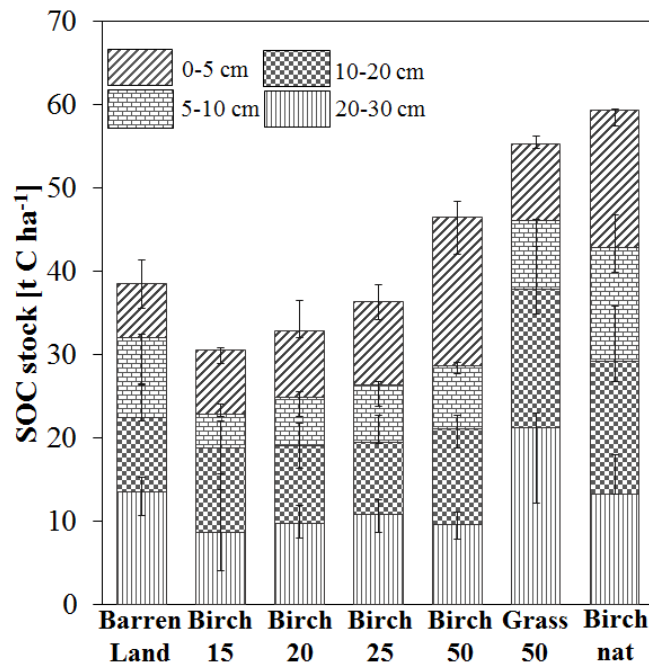 70
60
50
40
30
20
10
0
SOC stock [t C ha⁻¹]
0-5 cm
10-20 cm
5-10 cm
20-30 cm
Barren Birch Birch Birch Birch Grass Birch
Land 15 20 25 50 50 nat